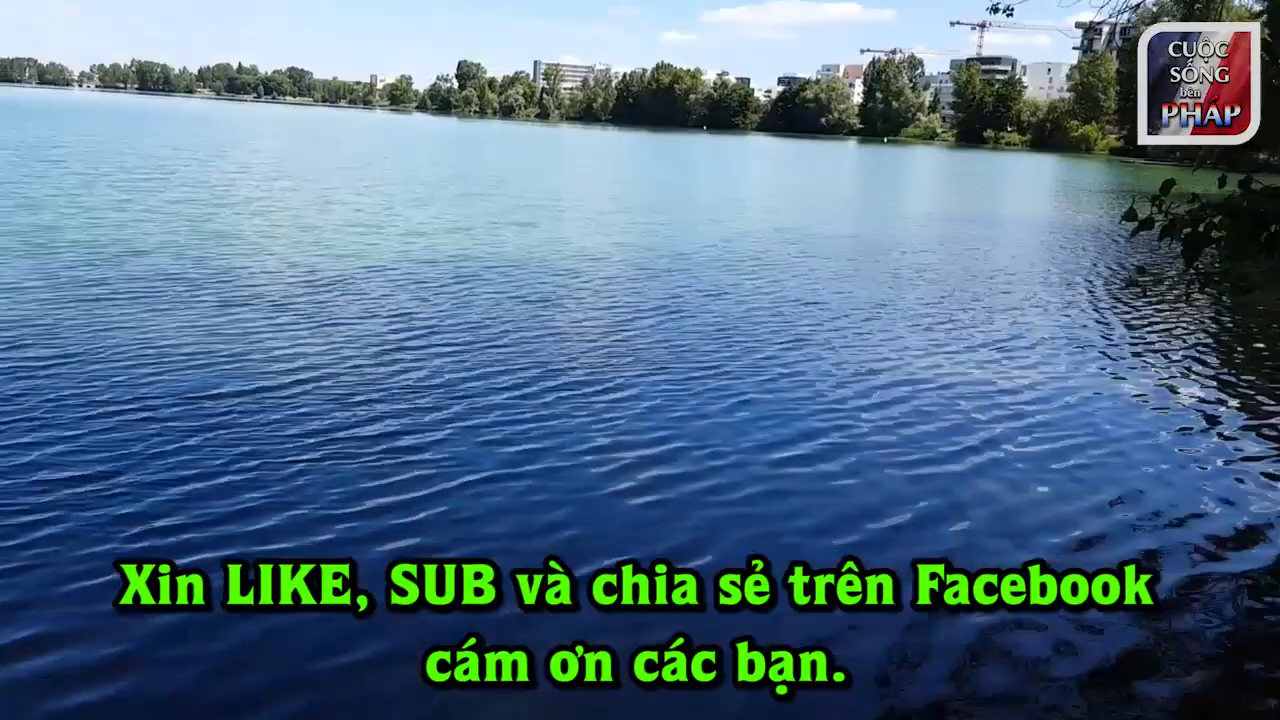 CUỘC
SỐNG
bên
PHÁP
Xin LIKE, SUB và chia sẻ trên Facebook
cám ơn các bạn.